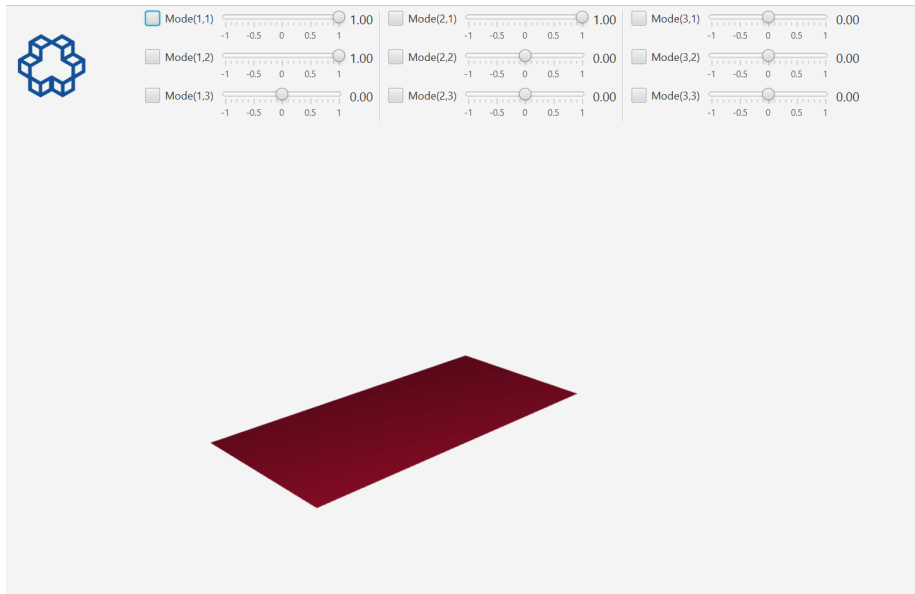 Mode(1,1) 1.00 Mode(2,1) 1.00 Mode(3,1) 0.00
-1 -0.5 0 0.5 1 -1 -0.5 0 0.5 1 -1 -0.5 0 0.5 1
Mode(1,2) 1.00 Mode(2,2) 0.00 Mode(3,2) 0.00
-1 -0.5 0 0.5 1 -1 -0.5 0 0.5 1 -1 -0.5 0 0.5 1
Mode(1,3) 0.00 Mode(2,3) 0.00 Mode(3,3) 0.00
-1 -0.5 0 0.5 1 -1 -0.5 0 0.5 1 -1 -0.5 0 0.5 1